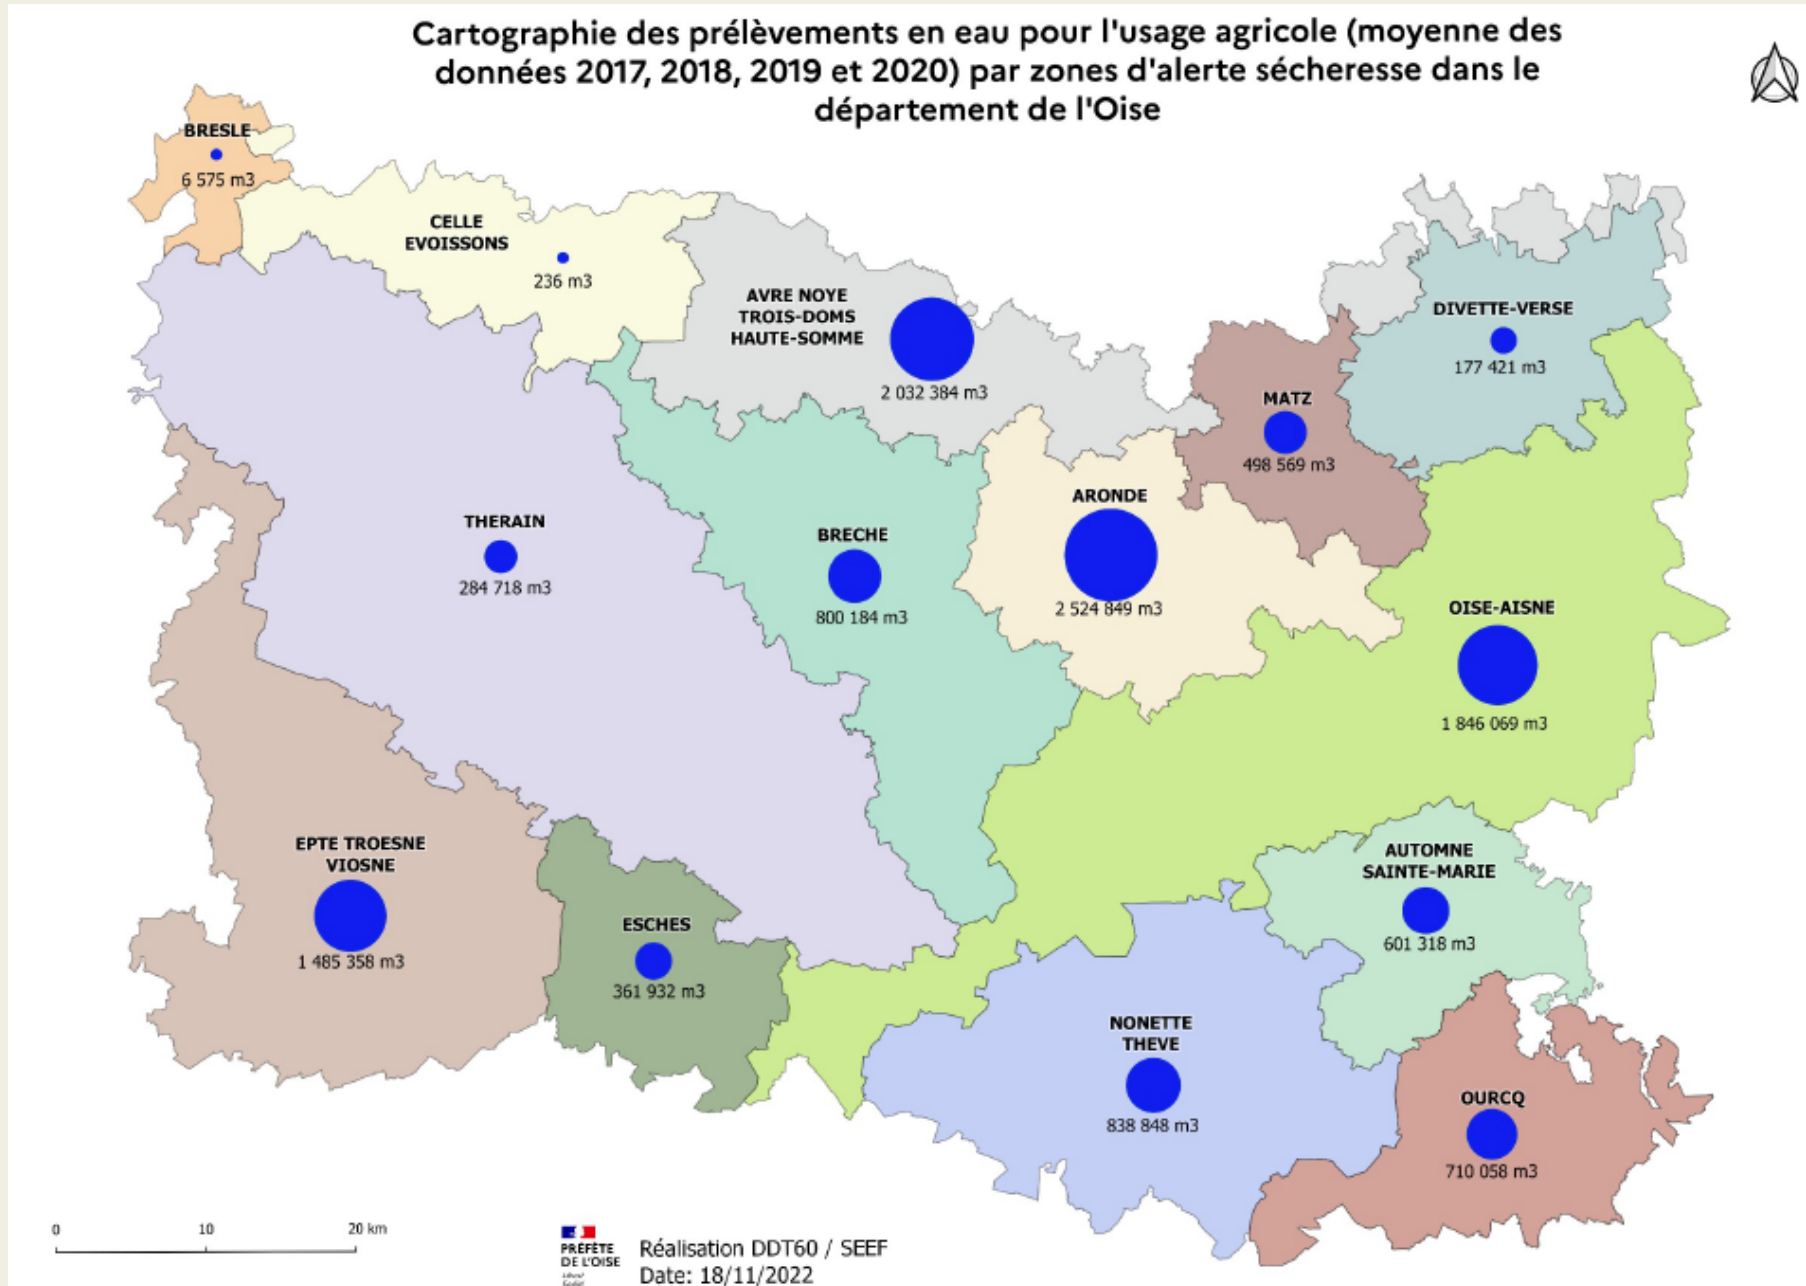 Cartographie des prélèvements en eau pour l'usage agricole (moyenne des
données 2017, 2018, 2019 et 2020) par zones d'alerte sécheresse dans le
département de l'Oise
BRESLE
6 575 m3
CELLE
EVOISSONS
236 m3
AVRE NOYE
TROIS-DOMS
HAUTE-SOMME
2 032 384 m3
DIVETTE-VERSE
177 421 m3
MATZ
498 569 m3
THERAIN
284 718 m3
BRECHE
800 184 m3
ARONDE
2 524 849 m3
OISE-AISNE
1 846 069 m3
EPTE TROESNE
VIOSNE
1 485 358 m3
ESCHES
361 932 m3
AUTOMNE
SAINTE-MARIE
601 318 m3
NONETTE
THEVE
838 848 m3
OURCQ
710 058 m3
0 10 20 km
PRÉFÈTE
DE L'OISE
Réalisation DDT60 / SEEF
Date: 18/11/2022